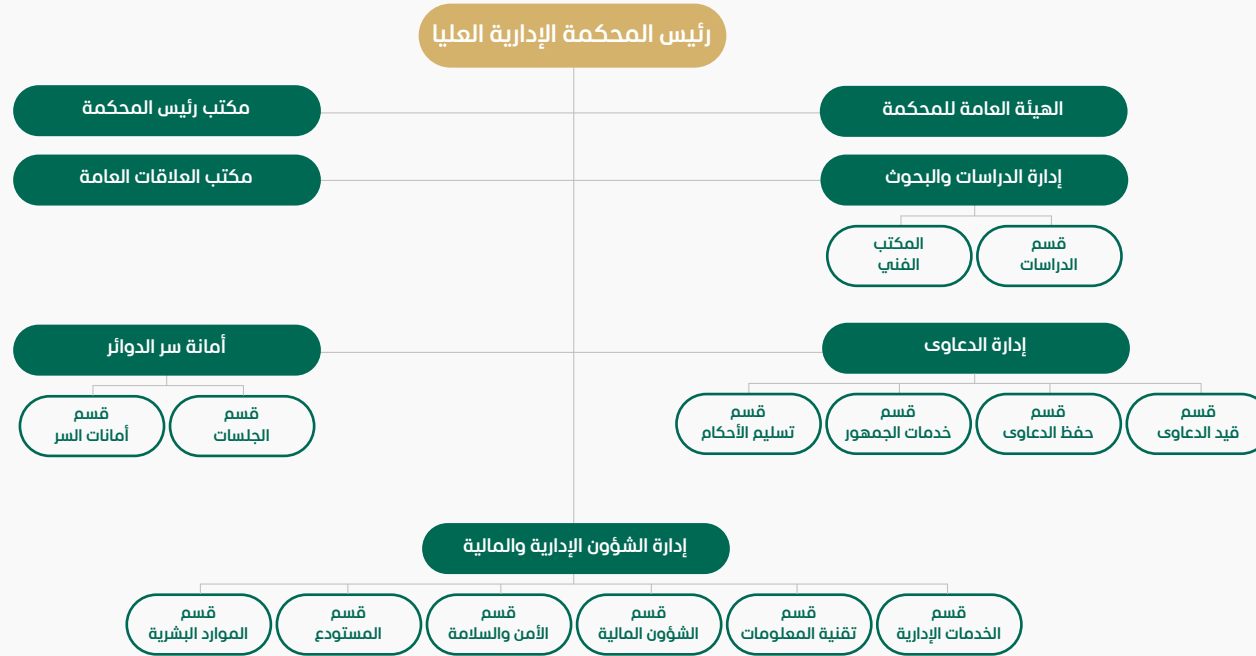 رئيس المحكمة الإدارية العليا
الهيئة العامة للمحكمة
مكتب رئيس المحكمة
إدارة الدراسات والبحوث
مكتب العلاقات العامة
قسم
الدراسات
المكتب
الفني
إدارة الدعاوى
أمانة سر الدوائر
قسم
قيد الدعاوى
قسم
حفظ الدعاوى
قسم
خدمات الجمهور
قسم
تسليم الأحكام
قسم
الجلسات
قسم
أمانات السر
إدارة الشؤون الإدارية والمالية
قسم
الخدمات الإدارية
قسم
تقنية المعلومات
قسم
الشؤون المالية
قسم
الأمن والسلامة
قسم
المستودع
قسم
الموارد البشرية